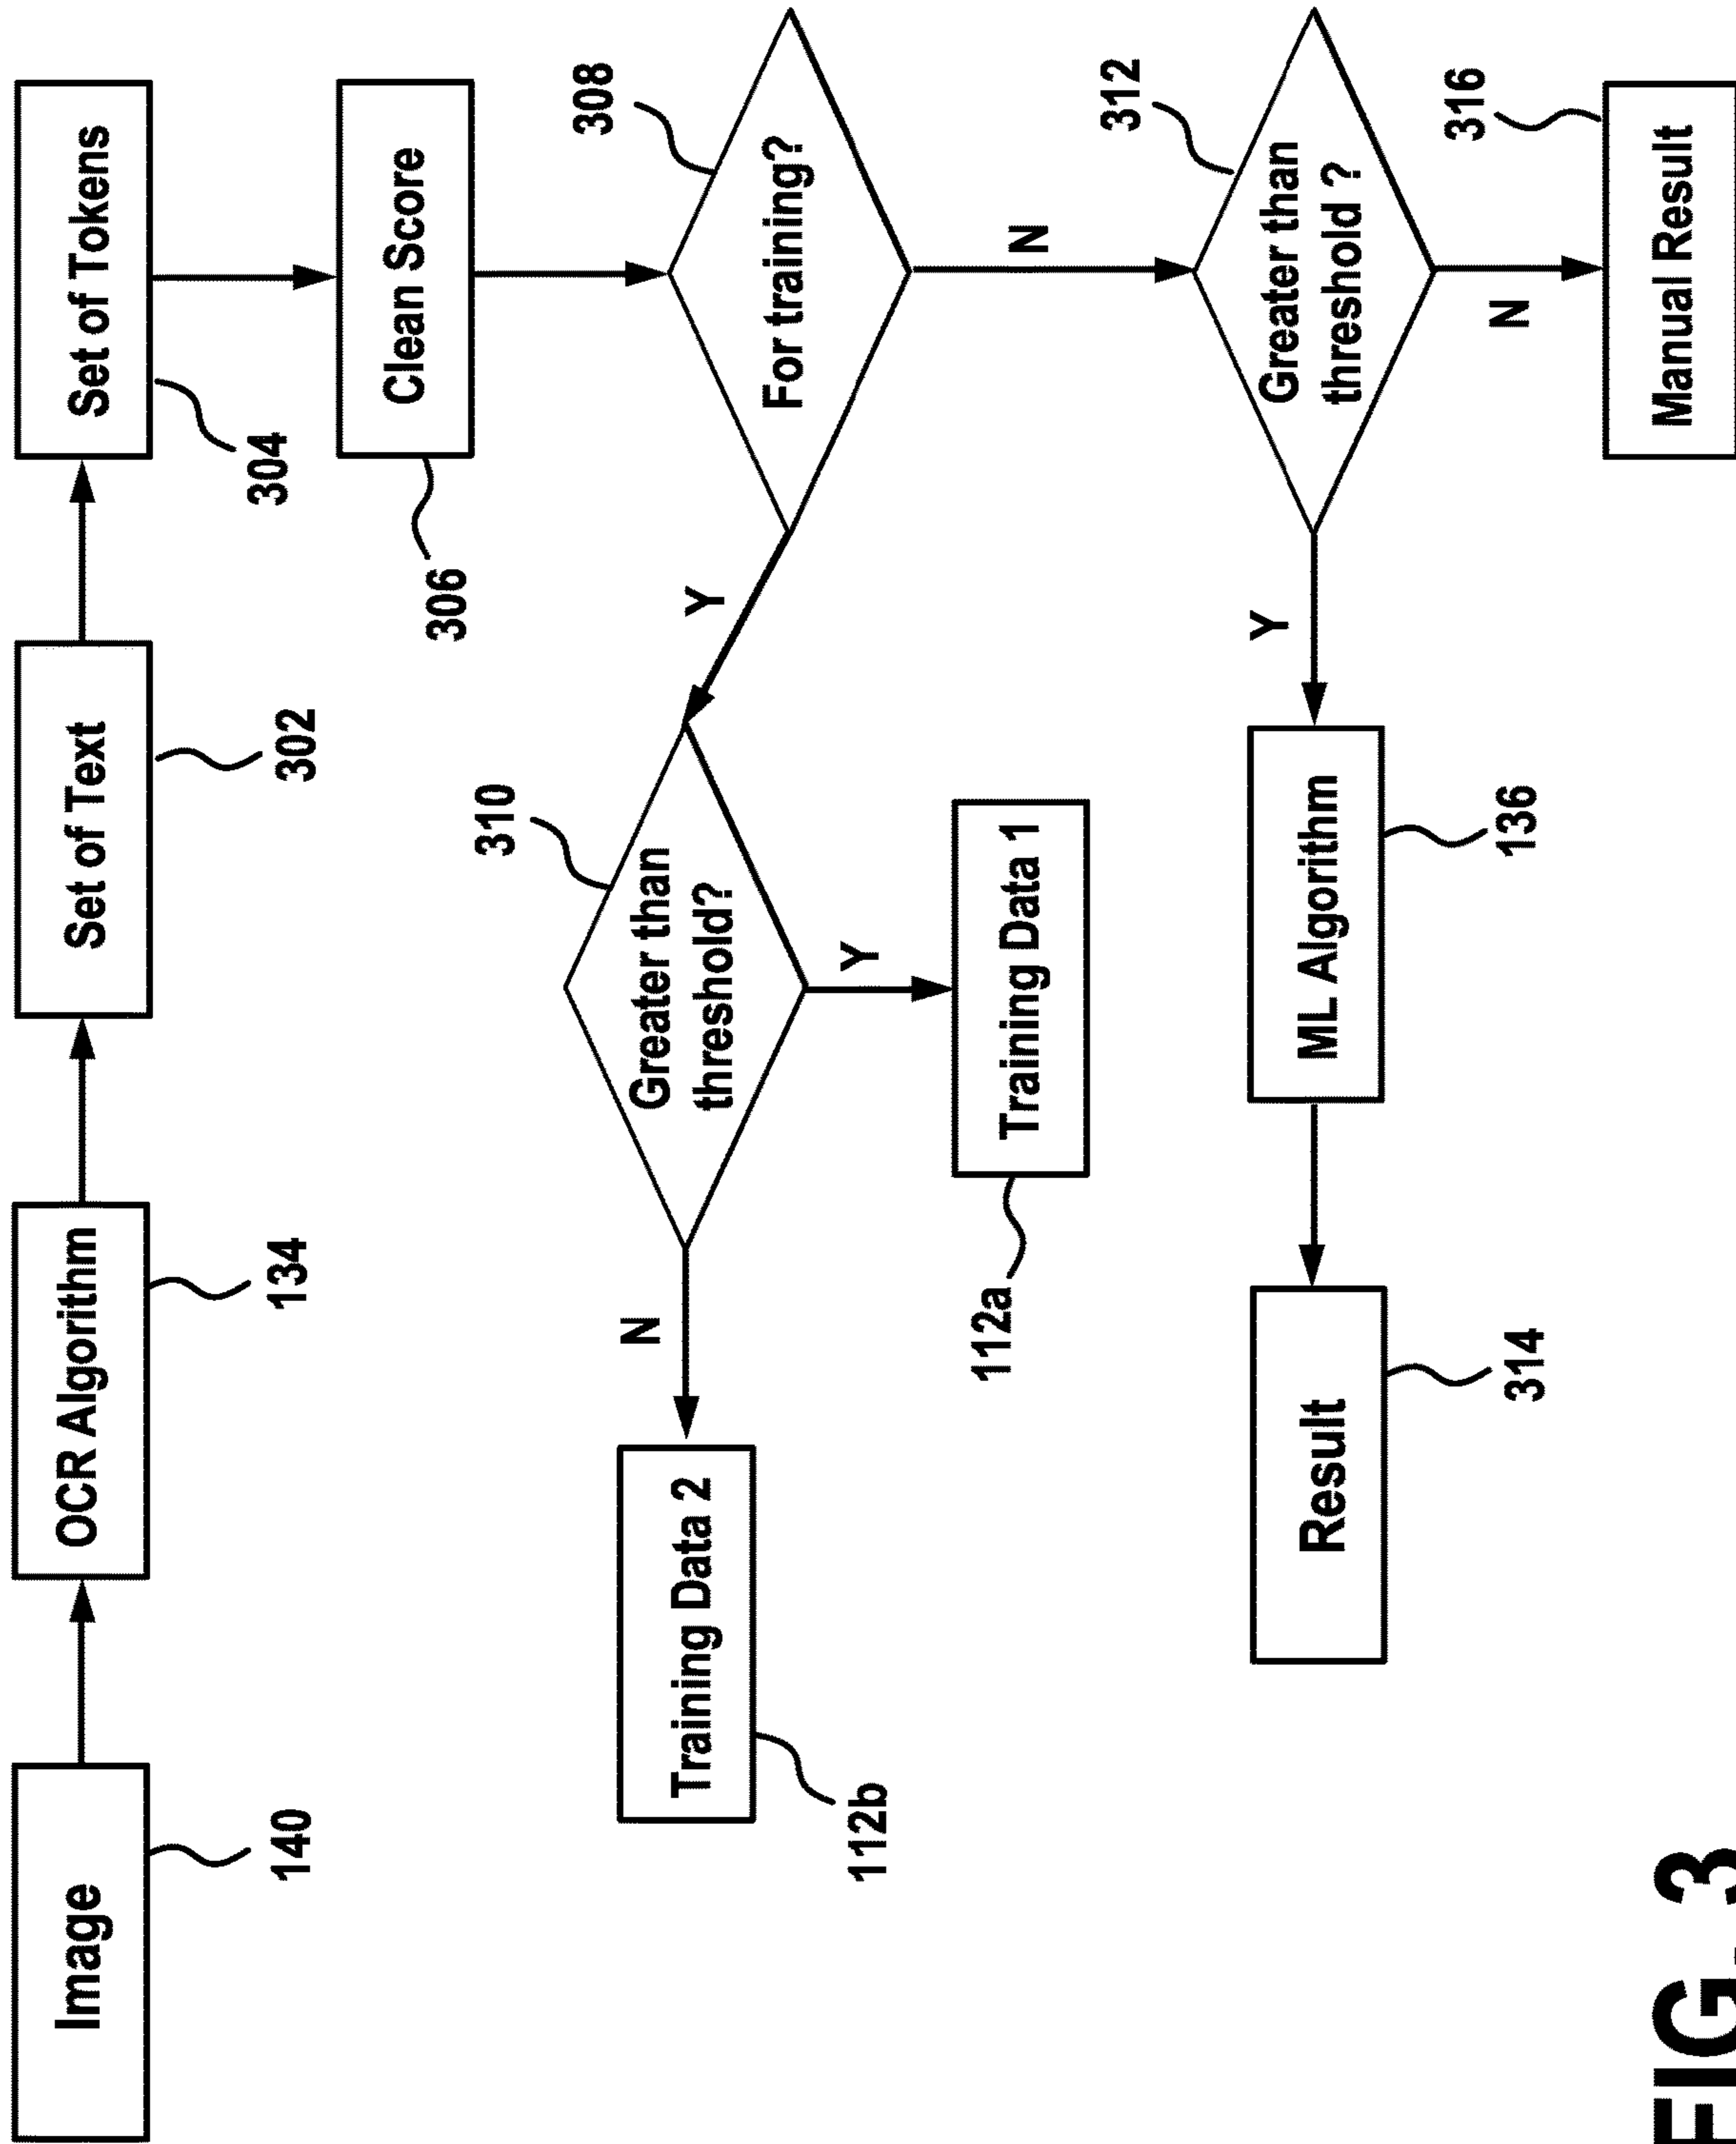 Image
140
OCR Algorithm
134
Set of Text
302
Set of Tokens
304
Clean Score
306
For training?
308
Y
N
Greater than
threshold?
310
N
Y
Training Data 2
112b
Training Data 1
112a
Greater than
threshold ?
312
Y
N
ML Algorithm
136
Result
314
Manual Result
316
FIG. 3